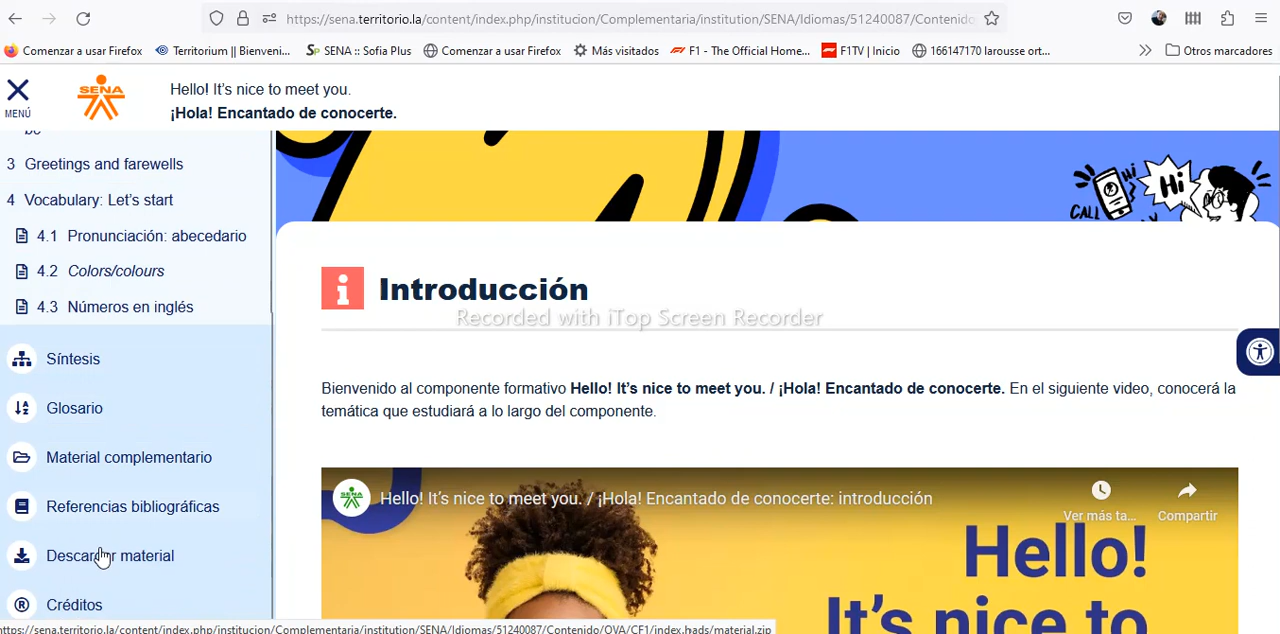 https://sena.territorio.la/content/index.php/institucion/Complementaria/institution/SENA/Idiomas/51240087/Contenido
Comenzar a usar Firefox
Territorium || Bienveni...
SENA :: Sofia Plus
Comenzar a usar Firefox
Más visitados
F1 - The Official Home...
F1TV | Inicio
166147170 larousse ort...
Otros marcadores
MENÚ
SENA
Hello! It’s nice to meet you.
¡Hola! Encantado de conocerte.
be
3 Greetings and farewells
4 Vocabulary: Let’s start
4.1 Pronunciación: abecedario
4.2 Colors/colours
4.3 Números en inglés
Síntesis
Glosario
Material complementario
Referencias bibliográficas
Descargar material
Créditos
Hi
Hi
CALL
Introducción
Recorded with iTop Screen Recorder
Bienvenido al componente formativo Hello! It’s nice to meet you. / ¡Hola! Encantado de conocerte. En el siguiente video, conocerá la
temática que estudiará a lo largo del componente.
SENA
Hello! It’s nice to meet you. / ¡Hola! Encantado de conocerte: introducción
Ver más ta...
Compartir
Hello!
It’s nice to
https://sena.territorio.la/content/index.php/institucion/Complementaria/institution/SENA/Idiomas/51240087/Contenido/OVA/CF1/index.hads/material.zip